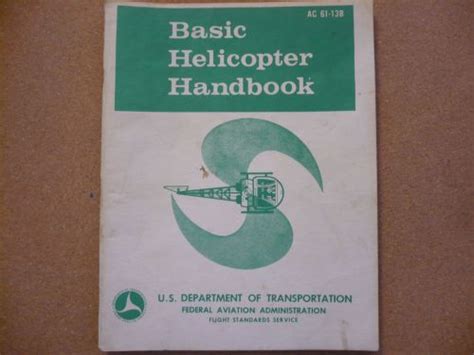 AC 61-13B
Basic
Helicopter
Handbook
U.S. DEPARTMENT OF TRANSPORTATION
FEDERAL AVIATION ADMINISTRATION
FLIGHT STANDARDS SERVICE